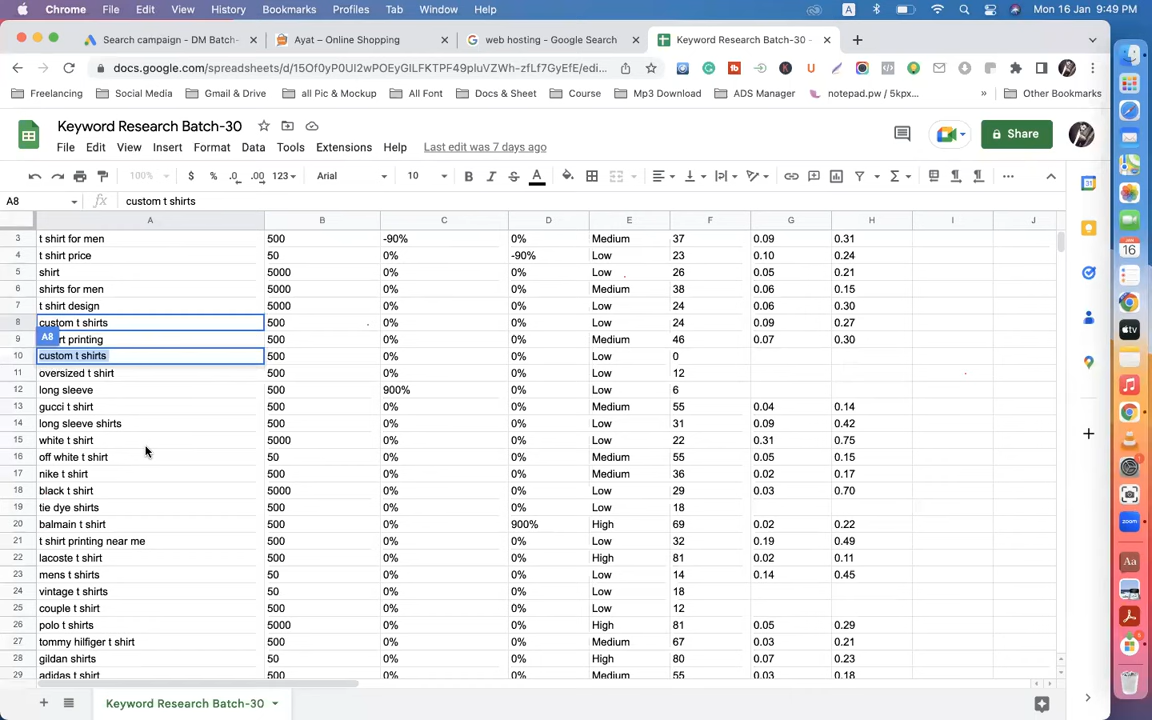 Chrome File Edit View History Bookmarks Profiles Tab Window Help A Mon 16 Jan 9:49 PM
Search campaign - DM Batch- Ayat – Online Shopping web hosting - Google Search Keyword Research Batch-30 -
docs.google.com/spreadsheets/d/15Of0yP0UI2wPOEyGILFRTPF49pluVZWh-zfLf7GyEfE/edi...
Freelancing Social Media Gmail & Drive all Pic & Mockup All Font Docs & Sheet Course Mp3 Download ADS Manager notepad.pw / 5kpx... » Other Bookmarks
Keyword Research Batch-30
File Edit View Insert Format Data Tools Extensions Help Last edit was 7 days ago Share
100% $ % .0 .00 123 Arial 10 B I S A
A8 fx custom t shirts
A B C D E F G H I J
3 t shirt for men 500 -90% 0% Medium 37 0.09 0.31
4 t shirt price 50 0% -90% Low 23 0.10 0.24
5 shirt 5000 0% 0% Low 26 0.05 0.21
6 shirts for men 5000 0% 0% Medium 38 0.06 0.15
7 t shirt design 5000 0% 0% Low 24 0.06 0.30
8 custom t shirts 500 0% 0% Low 24 0.09 0.27
A8
9 printing 500 0% 0% Medium 46 0.07 0.30
10 custom t shirts 500 0% 0% Low 0
11 oversized t shirt 500 0% 0% Low 12
12 long sleeve 500 900% 0% Low 6
13 gucci t shirt 500 0% 0% Medium 55 0.04 0.14
14 long sleeve shirts 500 0% 0% Low 31 0.09 0.42
15 white t shirt 5000 0% 0% Low 22 0.31 0.75
16 off white t shirt 50 0% 0% Medium 55 0.05 0.15
17 nike t shirt 500 0% 0% Medium 36 0.02 0.17
18 black t shirt 5000 0% 0% Low 29 0.03 0.70
19 tie dye shirts 500 0% 0% Low 18
20 balmain t shirt 500 0% 900% High 69 0.02 0.22
21 t shirt printing near me 500 0% 0% Low 32 0.19 0.49
22 lacoste t shirt 500 0% 0% High 81 0.02 0.11
23 mens t shirts 50 0% 0% Low 14 0.14 0.45
24 vintage t shirts 50 0% 0% Low 18
25 couple t shirt 500 0% 0% Low 12
26 polo t shirts 5000 0% 0% High 81 0.05 0.29
27 tommy hilfiger t shirt 500 0% 0% Medium 67 0.03 0.21
28 gildan shirts 50 0% 0% High 80 0.07 0.23
29 adidas t shirt 500 0% 0% Medium 55 0.03 0.18
Keyword Research Batch-30